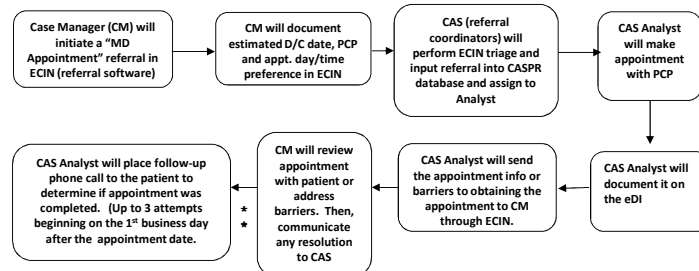 Case Manager (CM) will
initiate a “MD
Appointment” referral in
ECIN (referral software)
CM will document
estimated D/C date, PCP
and appt. day/time
preference in ECIN
CAS (referral
coordinators) will
perform ECIN triage and
input referral into CASPR
database and assign to
Analyst
CAS Analyst
will make
appointment
with PCP
CAS Analyst will
document it on
the eDI
CAS Analyst will send
the appointment info or
barriers to obtaining the
appointment to CM
through ECIN.
CM will review
appointment
with patient or
address
barriers. Then,
communicate
any resolution
to CAS
*
*
CAS Analyst will place follow-up
phone call to the patient to
determine if appointment was
completed. (Up to 3 attempts
beginning on the 1st business day
after the appointment date.